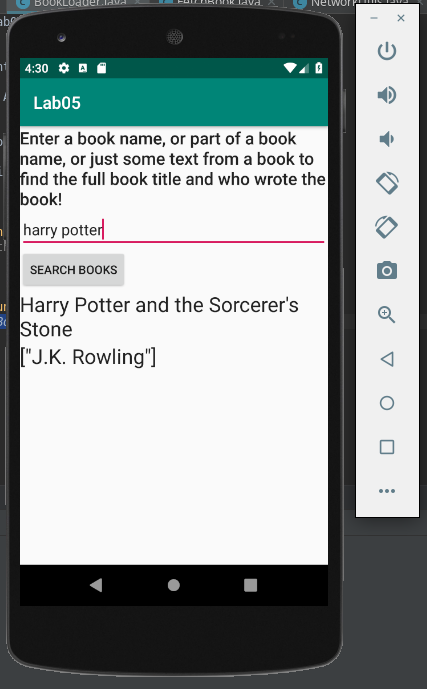 BookLoader.java
FetchBook.java
NetworkUtils.java
4:30
Lab05
Enter a book name, or part of a book
name, or just some text from a book to
find the full book title and who wrote the
book!
harry potter
SEARCH BOOKS
Harry Potter and the Sorcerer's
Stone
["J.K. Rowling"]